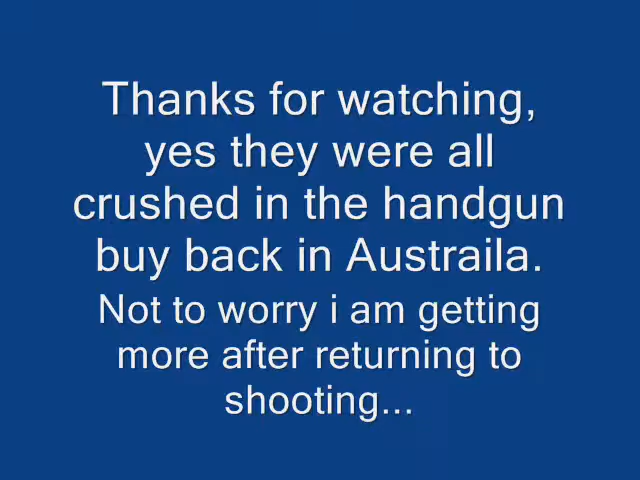 Thanks for watching,
yes they were all
crushed in the handgun
buy back in Austraila.
Not to worry i am getting
more after returning to
shooting...